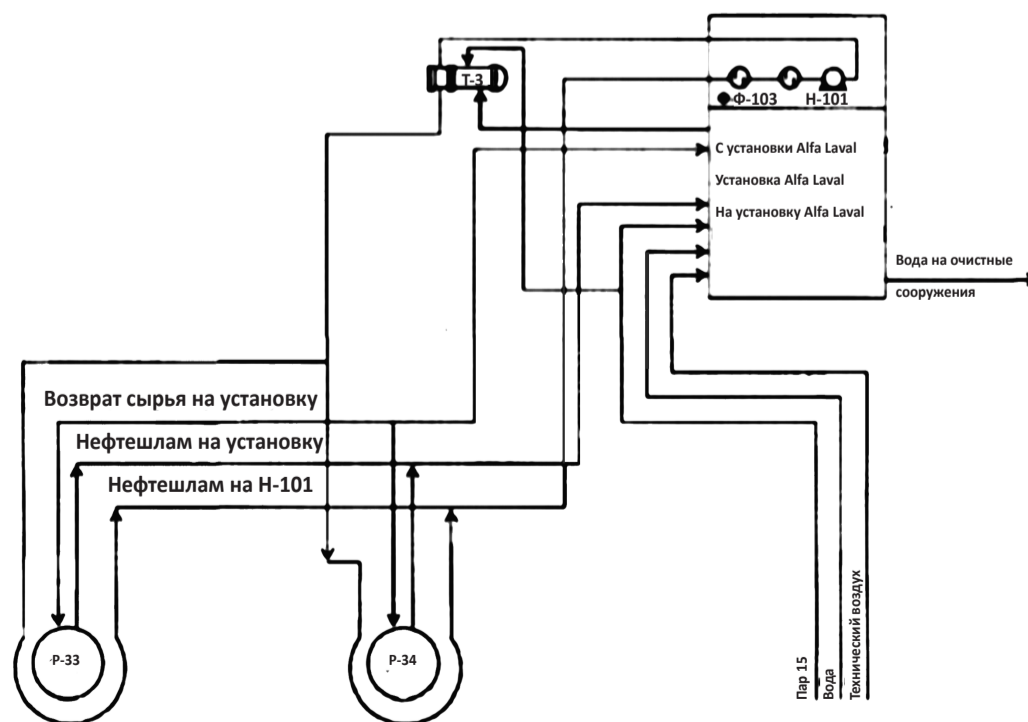 Т-3
Ф-103
Н-101
С установки Alfa Laval
Установка Alfa Laval
На установку Alfa Laval
Вода на очистные
сооружения
Возврат сырья на установку
Нефтешлам на установку
Нефтешлам на Н-101
Р-33
Р-34
Пар 15
Вода
Технический воздух